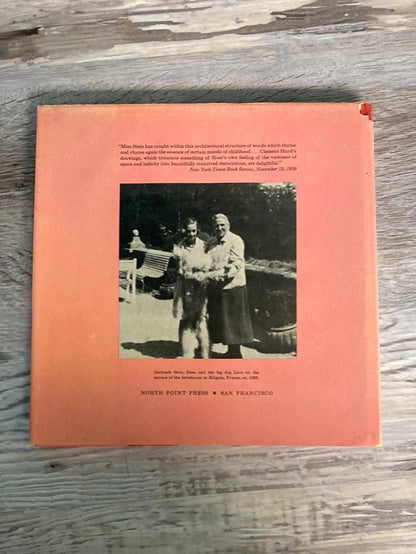 "Miss Stein has caught within this architectural structure of words which rhyme
and rhyme again the essence of certain moods of childhood. . . . Clement Hurd's
drawings, which translate something of Rose's own feeling of the vastness of
space and infinity into beautifully contrived decorations, are delightful."
New York Times Book Review, November 12, 1939
Gertrude Stein, Rose, and the big dog Love on the
terrace of the farmhouse at Bilignin, France, ca. 1939.
NORTH POINT PRESS ★ SAN FRANCISCO